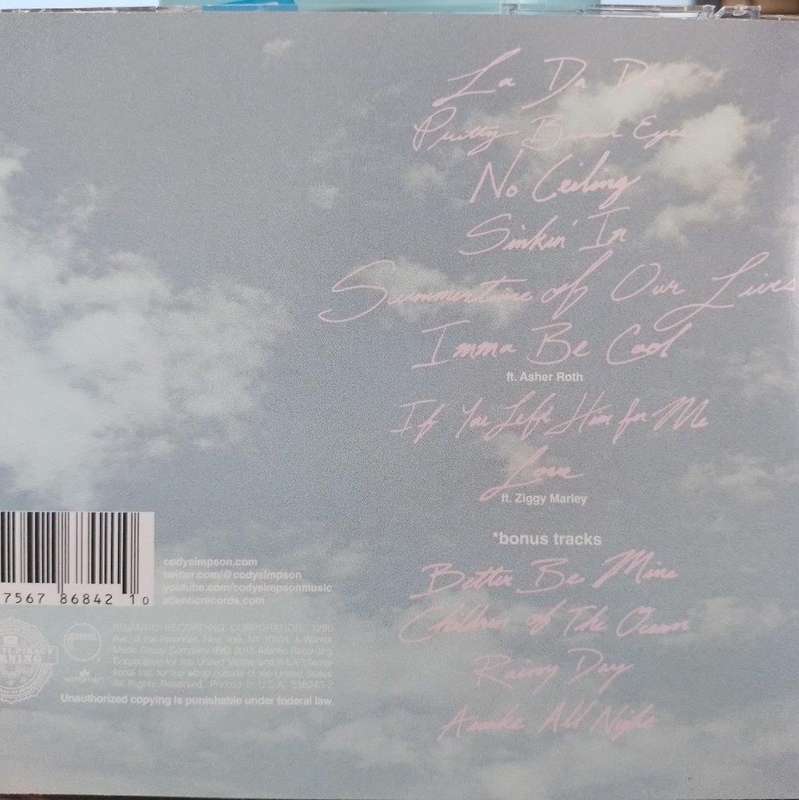 La Da Dee
Pretty Brown Eyes
No Ceiling
Sinkin' In
Summertime of Our Lives
Imma Be Cool
ft. Asher Roth
If You Left Him for Me
Love
ft. Ziggy Marley
*bonus tracks
Better Be Mine
Children of The Ocean
Rainy Day
Awake All Night
7567 86842 10
codysimpson.com
twitter.com/@codysimpson
youtube.com/codysimpsonmusic
atlanticrecords.com
Unauthorized copying is punishable under federal law.